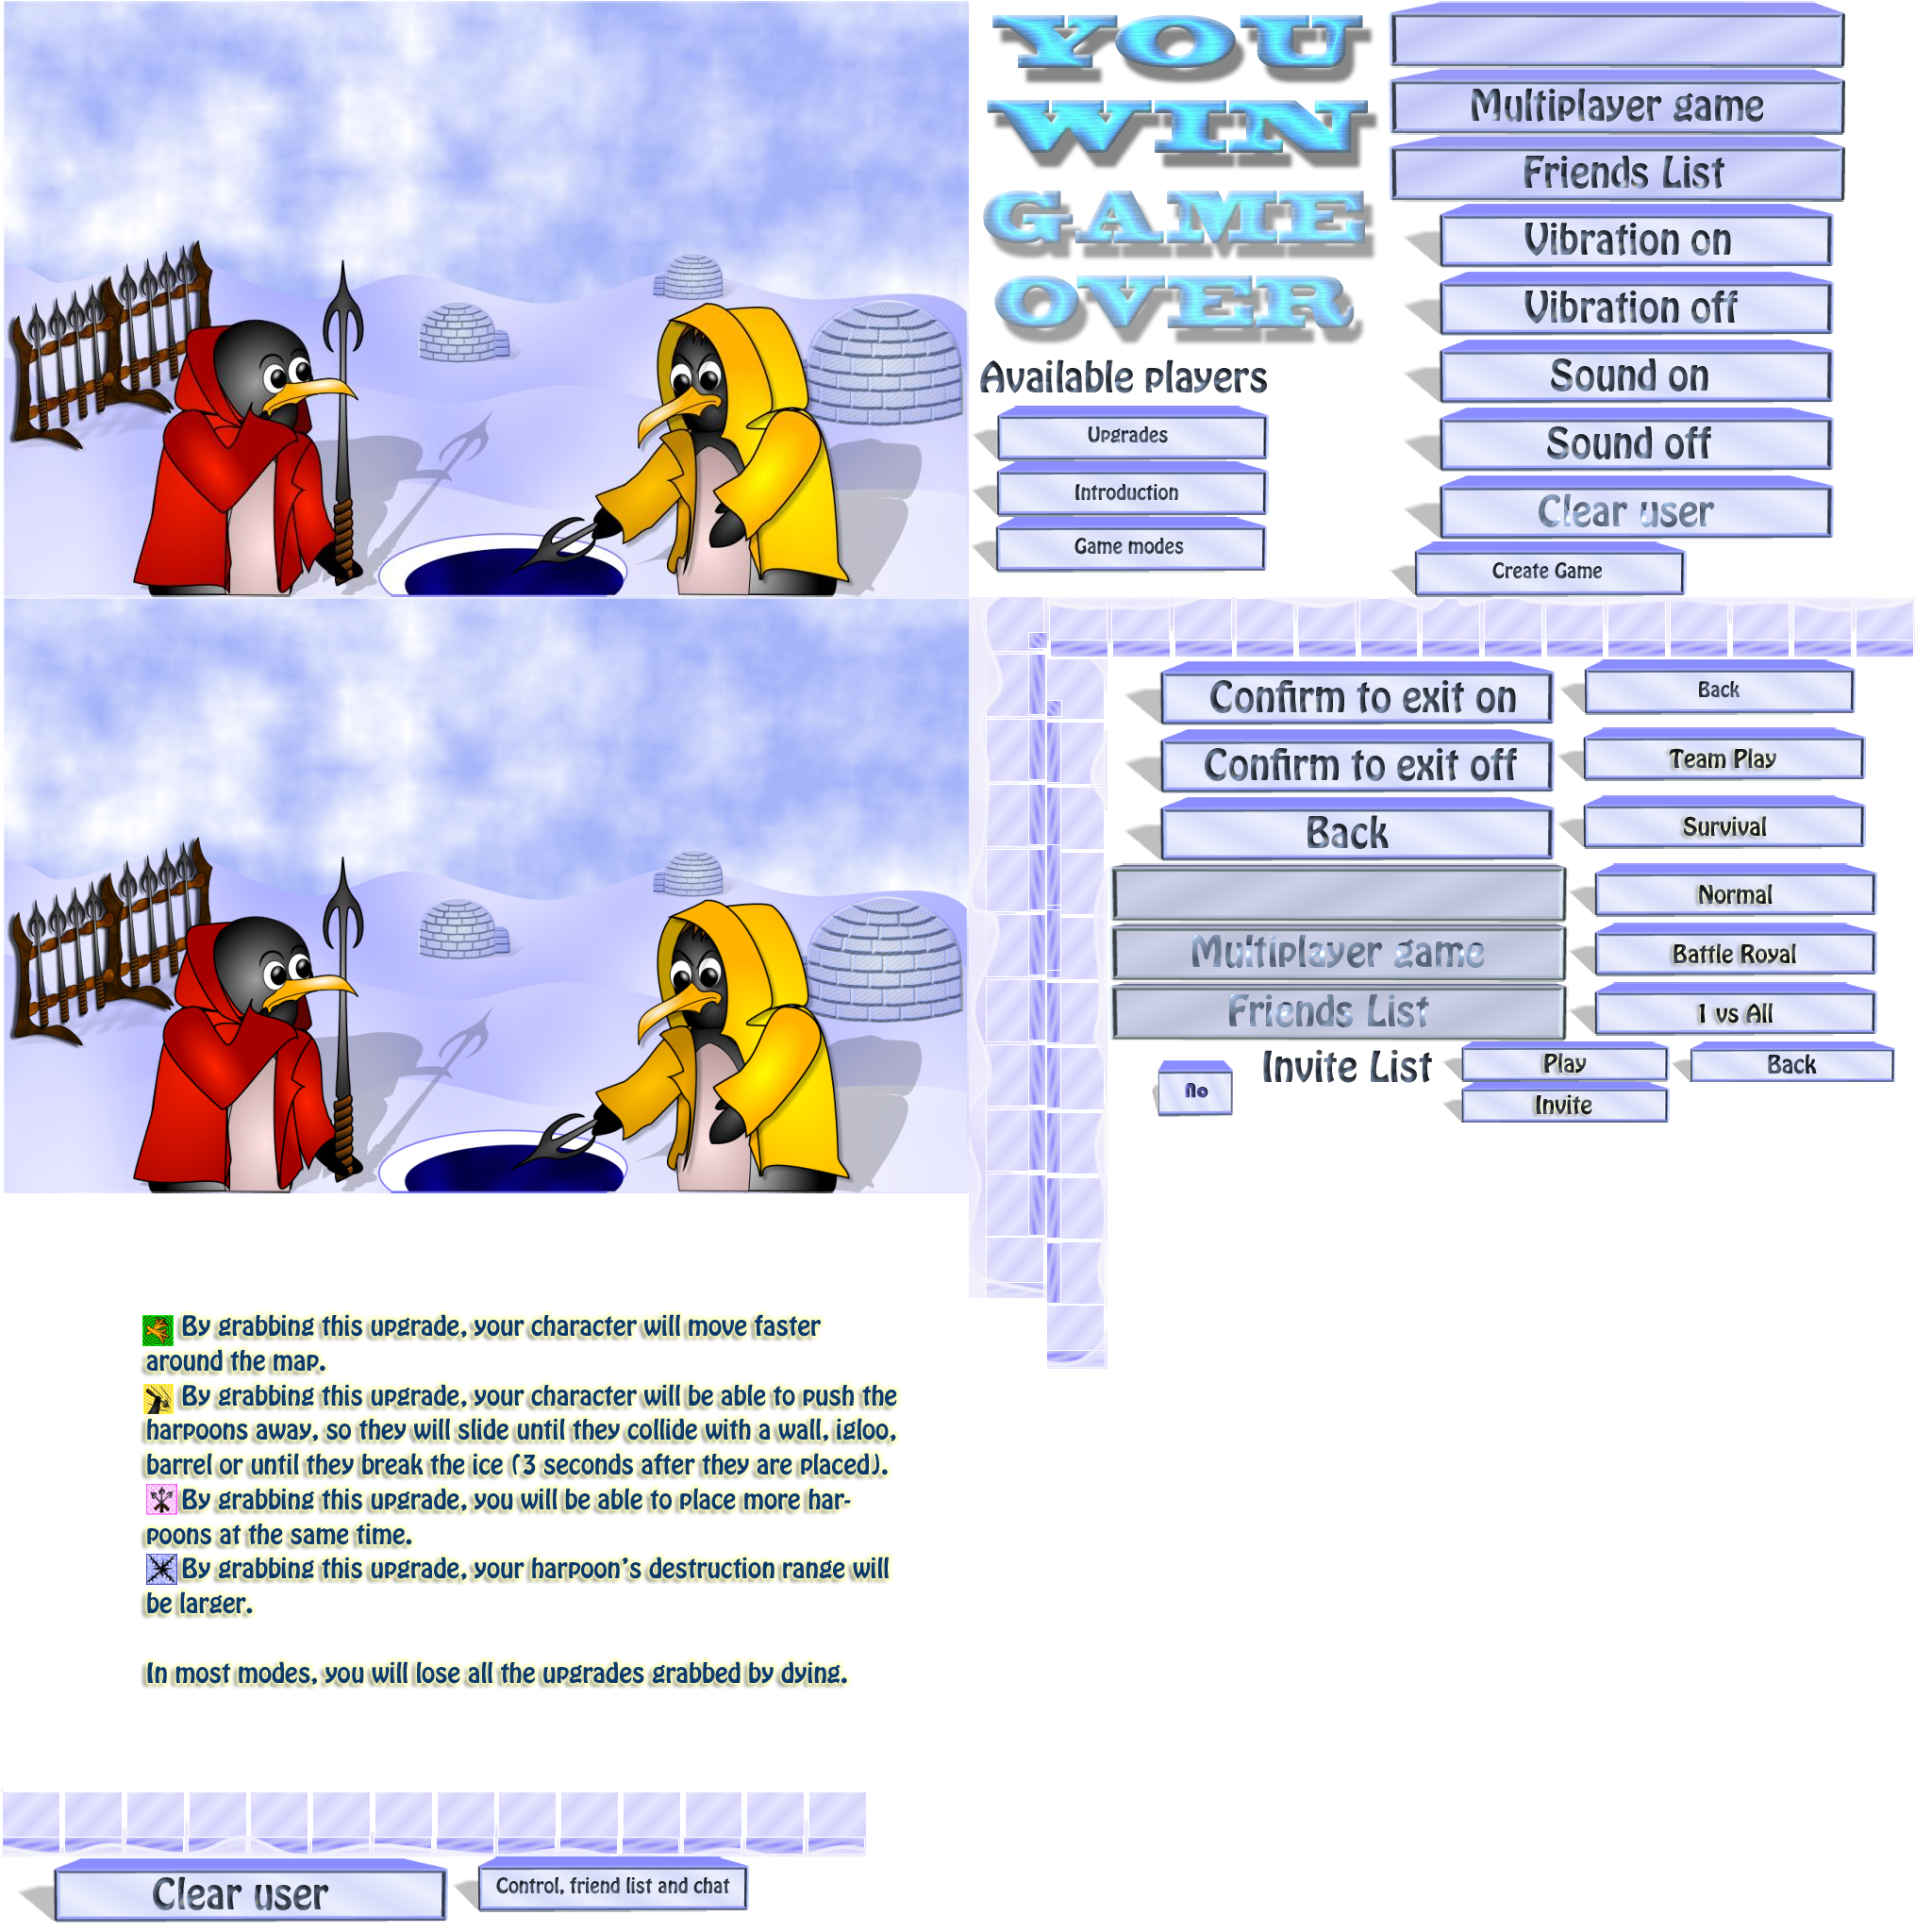 YOU
WIN
GAME
OVER
Available players
Upgrades
Introduction
Game modes
Multiplayer game
Friends List
Vibration on
Vibration off
Sound on
Sound off
Clear user
Create Game
Confirm to exit on
Confirm to exit off
Back
Multiplayer game
Friends List
No
Invite List
Back
Team Play
Survival
Normal
Battle Royal
1 vs All
Play
Back
Invite
By grabbing this upgrade, your character will move faster
around the map.
By grabbing this upgrade, your character will be able to push the
harpoons away, so they will slide until they collide with a wall, igloo,
barrel or until they break the ice (3 seconds after they are placed).
By grabbing this upgrade, you will be able to place more har-
poons at the same time.
By grabbing this upgrade, your harpoon's destruction range will
be larger.
In most modes, you will lose all the upgrades grabbed by dying.
Clear user
Control, friend list and chat